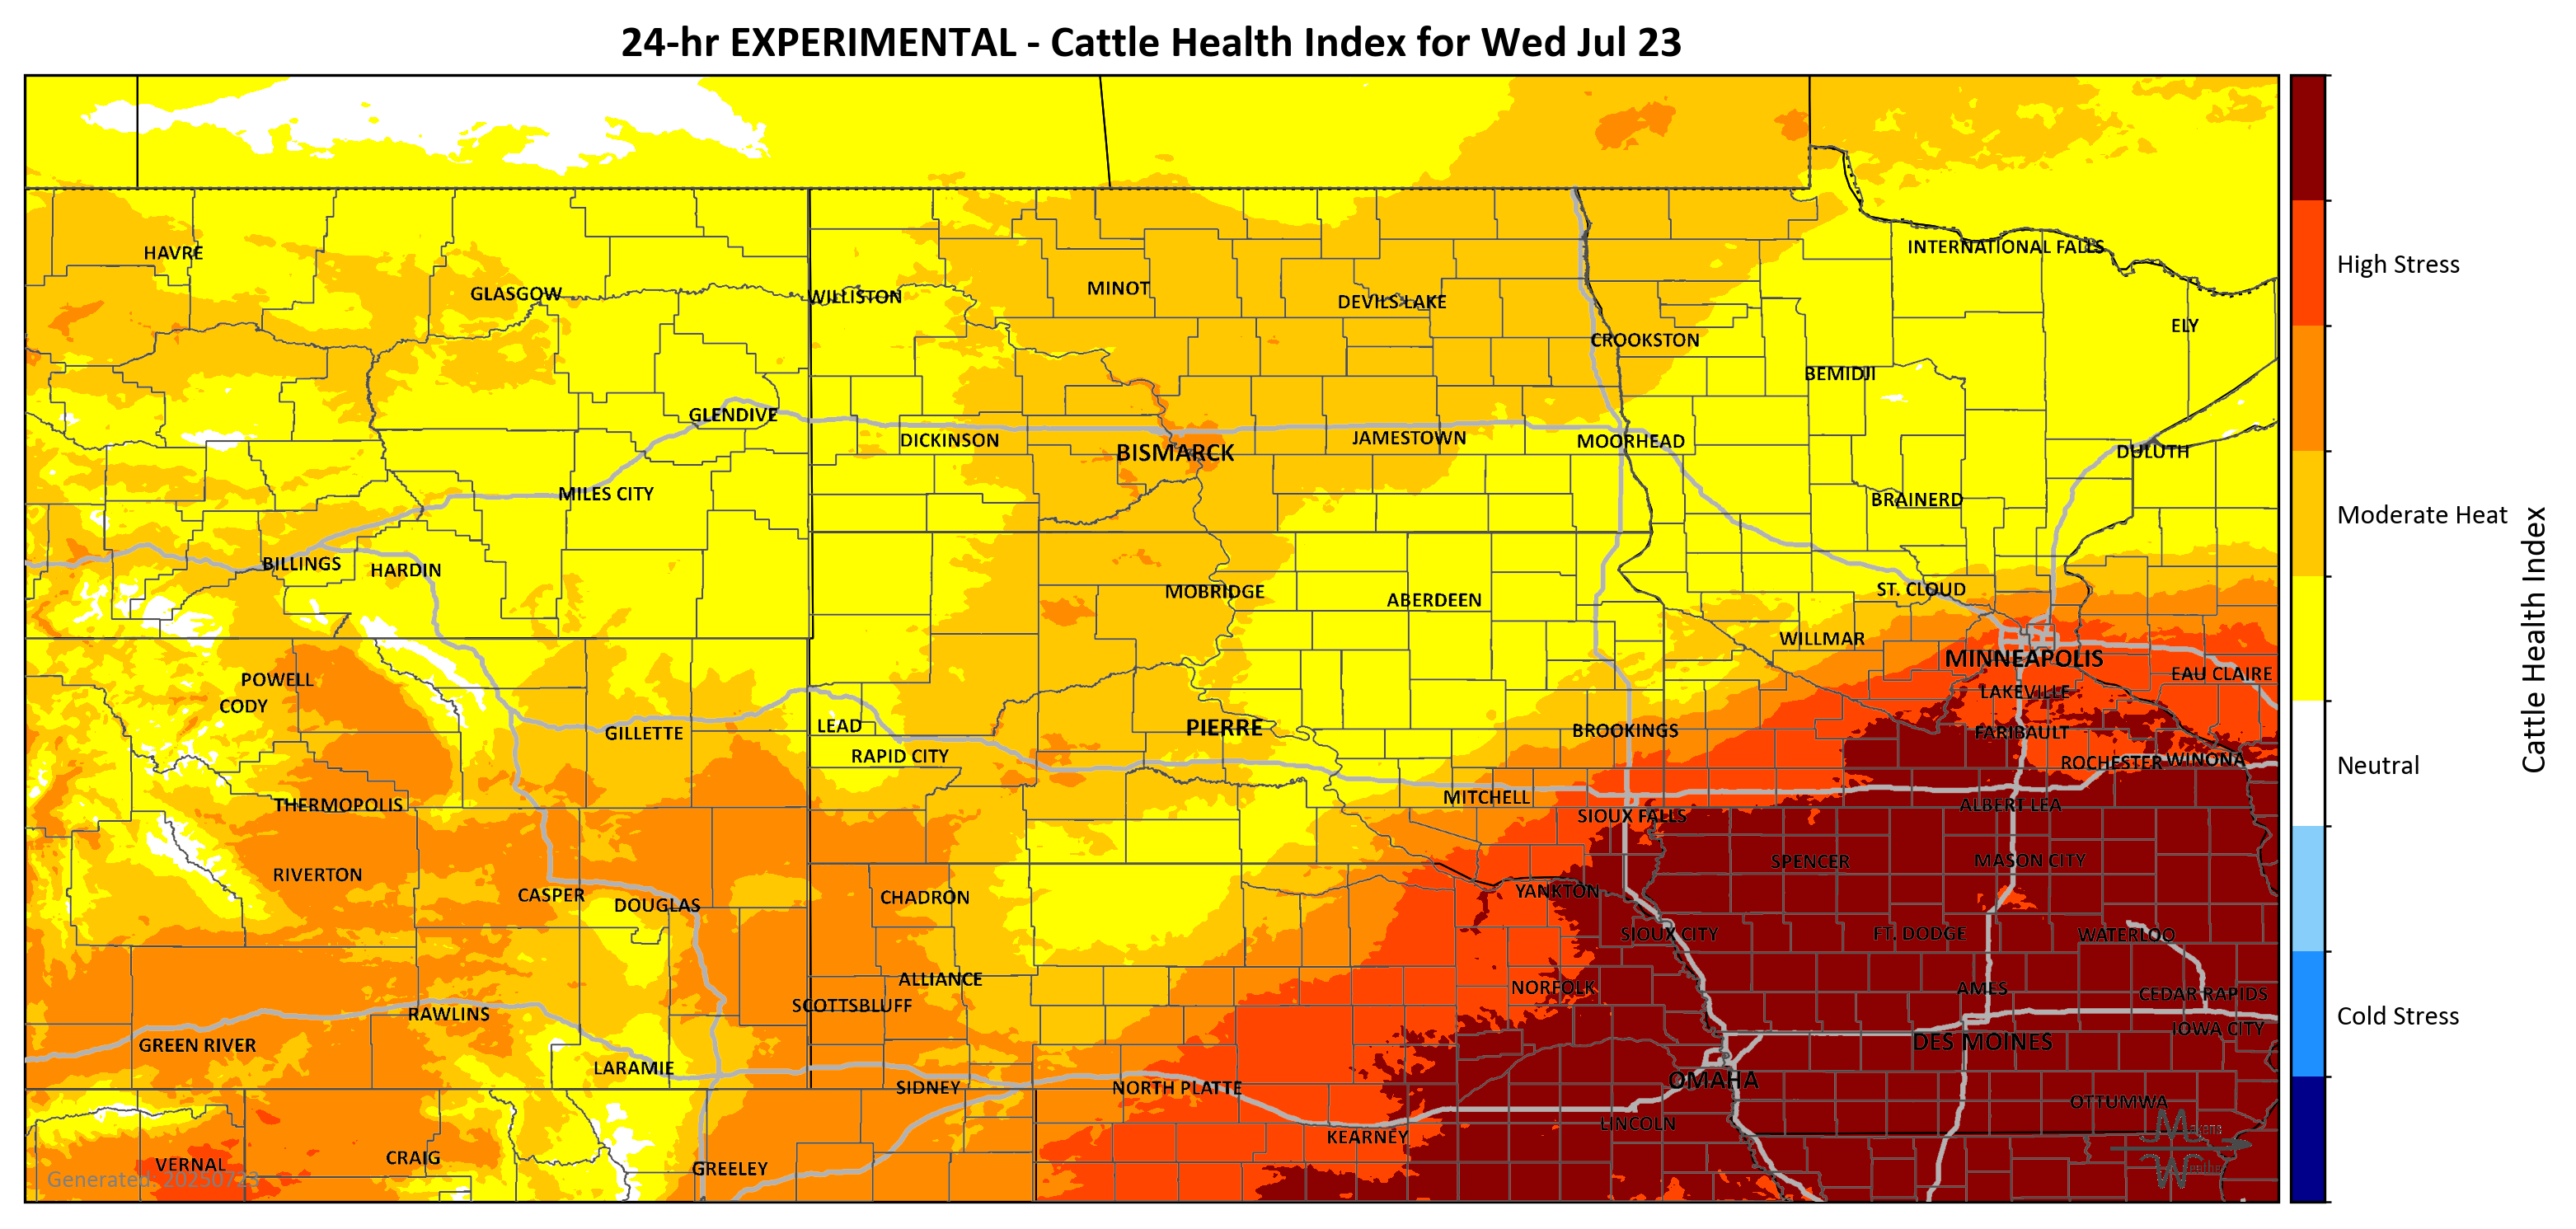 24-hr EXPERIMENTAL - Cattle Health Index for Wed Jul 23
HAVRE
INTERNATIONAL FALLS
High Stress
GLASGOW
WILLISTON
MINOT
DEVILS LAKE
ELY
CROOKSTON
BEMIDJI
GLENDIVE
DICKINSON
BISMARCK
JAMESTOWN
MOORHEAD
DULUTH
MILES CITY
BRAINERD
Moderate Heat
BILLINGS
HARDIN
MOBRIDGE
ABERDEEN
ST. CLOUD
WILLMAR
Cattle Health Index
MINNEAPOLIS
EAU CLAIRE
POWELL
CODY
LAKEVILLE
GILLETTE
LEAD
PIERRE
BROOKINGS
FARIBAULT
RAPID CITY
ROCHESTER
WINONA
Neutral
THERMOPOLIS
MITCHELL
ALBERT LEA
SIOUX FALLS
RIVERTON
SPENCER
MASON CITY
CASPER
DOUGLAS
CHADRON
YANKTON
SIOUX CITY
FT. DODGE
WATERLOO
ALLIANCE
NORFOLK
AMES
CEDAR RAPIDS
SCOTTSBLUFF
RAWLINS
Cold Stress
GREEN RIVER
DES MOINES
IOWA CITY
LARAMIE
SIDNEY
NORTH PLATTE
OMAHA
OTTUMWA
LINCOLN
KEARNEY
VERNAL
CRAIG
GREELEY
Generated: 20250723